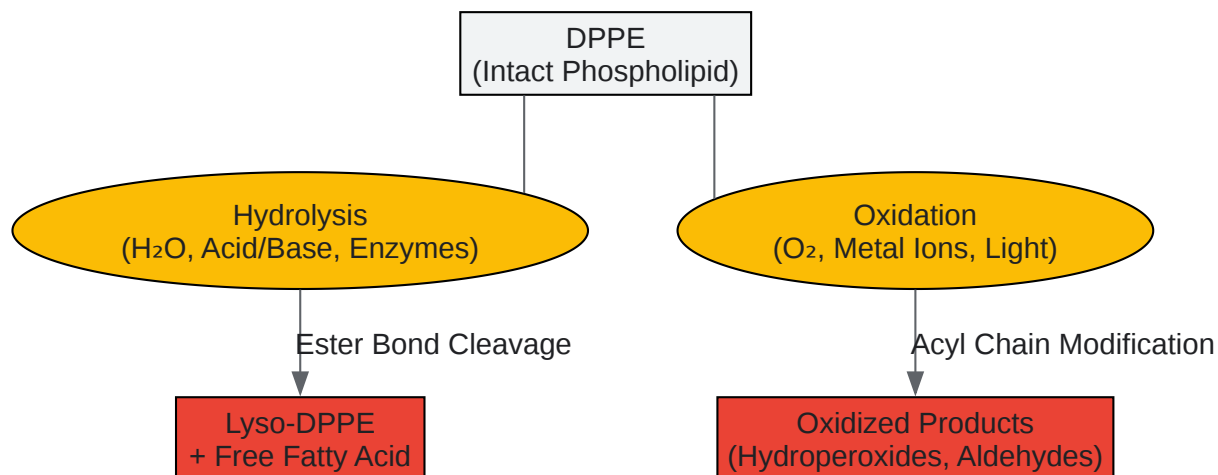 DPPE
(Intact Phospholipid)
Hydrolysis
(H₂O, Acid/Base, Enzymes)
Oxidation
(O₂, Metal Ions, Light)
Ester Bond Cleavage
Acyl Chain Modification
Lyso-DPPE
+ Free Fatty Acid
Oxidized Products
(Hydroperoxides, Aldehydes)